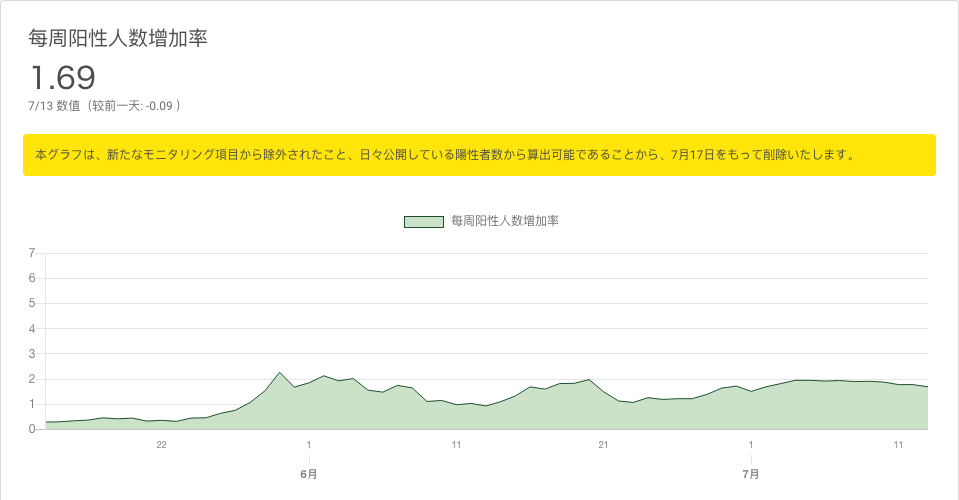 每周阳性人数增加率
1.69
7/13 数值（较前一天: -0.09 ）
本グラフは、新たなモニタリング項目から除外されたこと、日々公開している陽性者数から算出可能であることから、7月17日をもって削除いたします。
每周阳性人数增加率
7
6
5
4
3
2
1
0
22 1 11 21 1 11
6月 7月